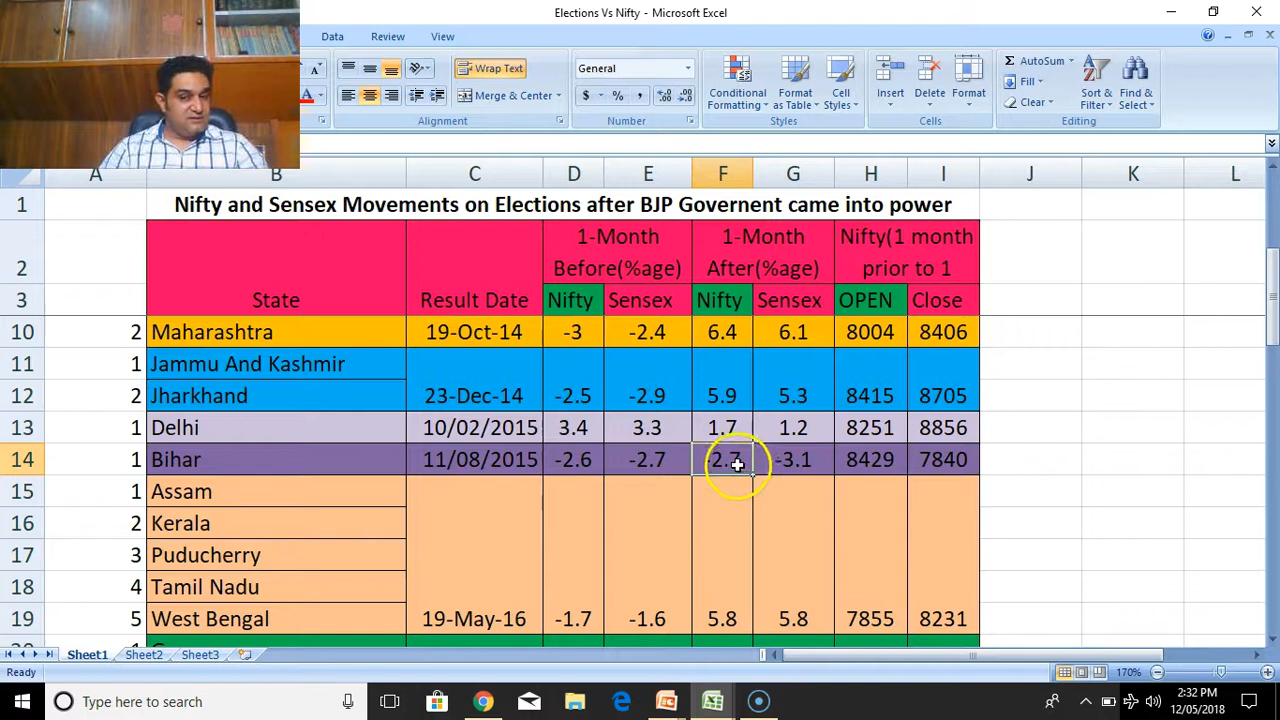 Elections Vs Nifty - Microsoft Excel
Data Review View
Wrap Text General AutoSum
Fill
Merge & Center $ % , Conditional Formatting Format as Table Cell Styles Insert Delete Format Clear Sort & Filter Find & Select
Alignment Number Styles Cells Editing
A B C D E F G H I J K L
1 Nifty and Sensex Movements on Elections after BJP Governent came into power
2 1-Month Before(%age) 1-Month After(%age) Nifty(1 month prior to 1
3 State Result Date Nifty Sensex Nifty Sensex OPEN Close
10 2 Maharashtra 19-Oct-14 -3 -2.4 6.4 6.1 8004 8406
11 1 Jammu And Kashmir
12 2 Jharkhand 23-Dec-14 -2.5 -2.9 5.9 5.3 8415 8705
13 1 Delhi 10/02/2015 3.4 3.3 1.7 1.2 8251 8856
14 1 Bihar 11/08/2015 -2.6 -2.7 -2.7 -3.1 8429 7840
15 1 Assam
16 2 Kerala
17 3 Puducherry
18 4 Tamil Nadu
19 5 West Bengal 19-May-16 -1.7 -1.6 5.8 5.8 7855 8231
Sheet1 Sheet2 Sheet3
Ready 170%
Type here to search 2:32 PM
12/05/2018